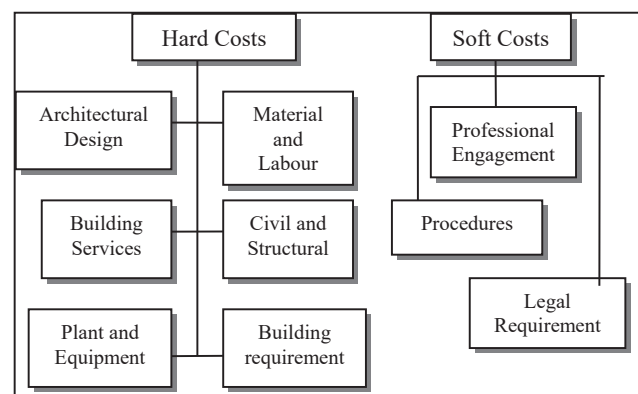 Hard Costs
Soft Costs
Architectural
Design
Material
and
Labour
Professional
Engagement
Building
Services
Civil and
Structural
Procedures
Plant and
Equipment
Building
requirement
Legal
Requirement